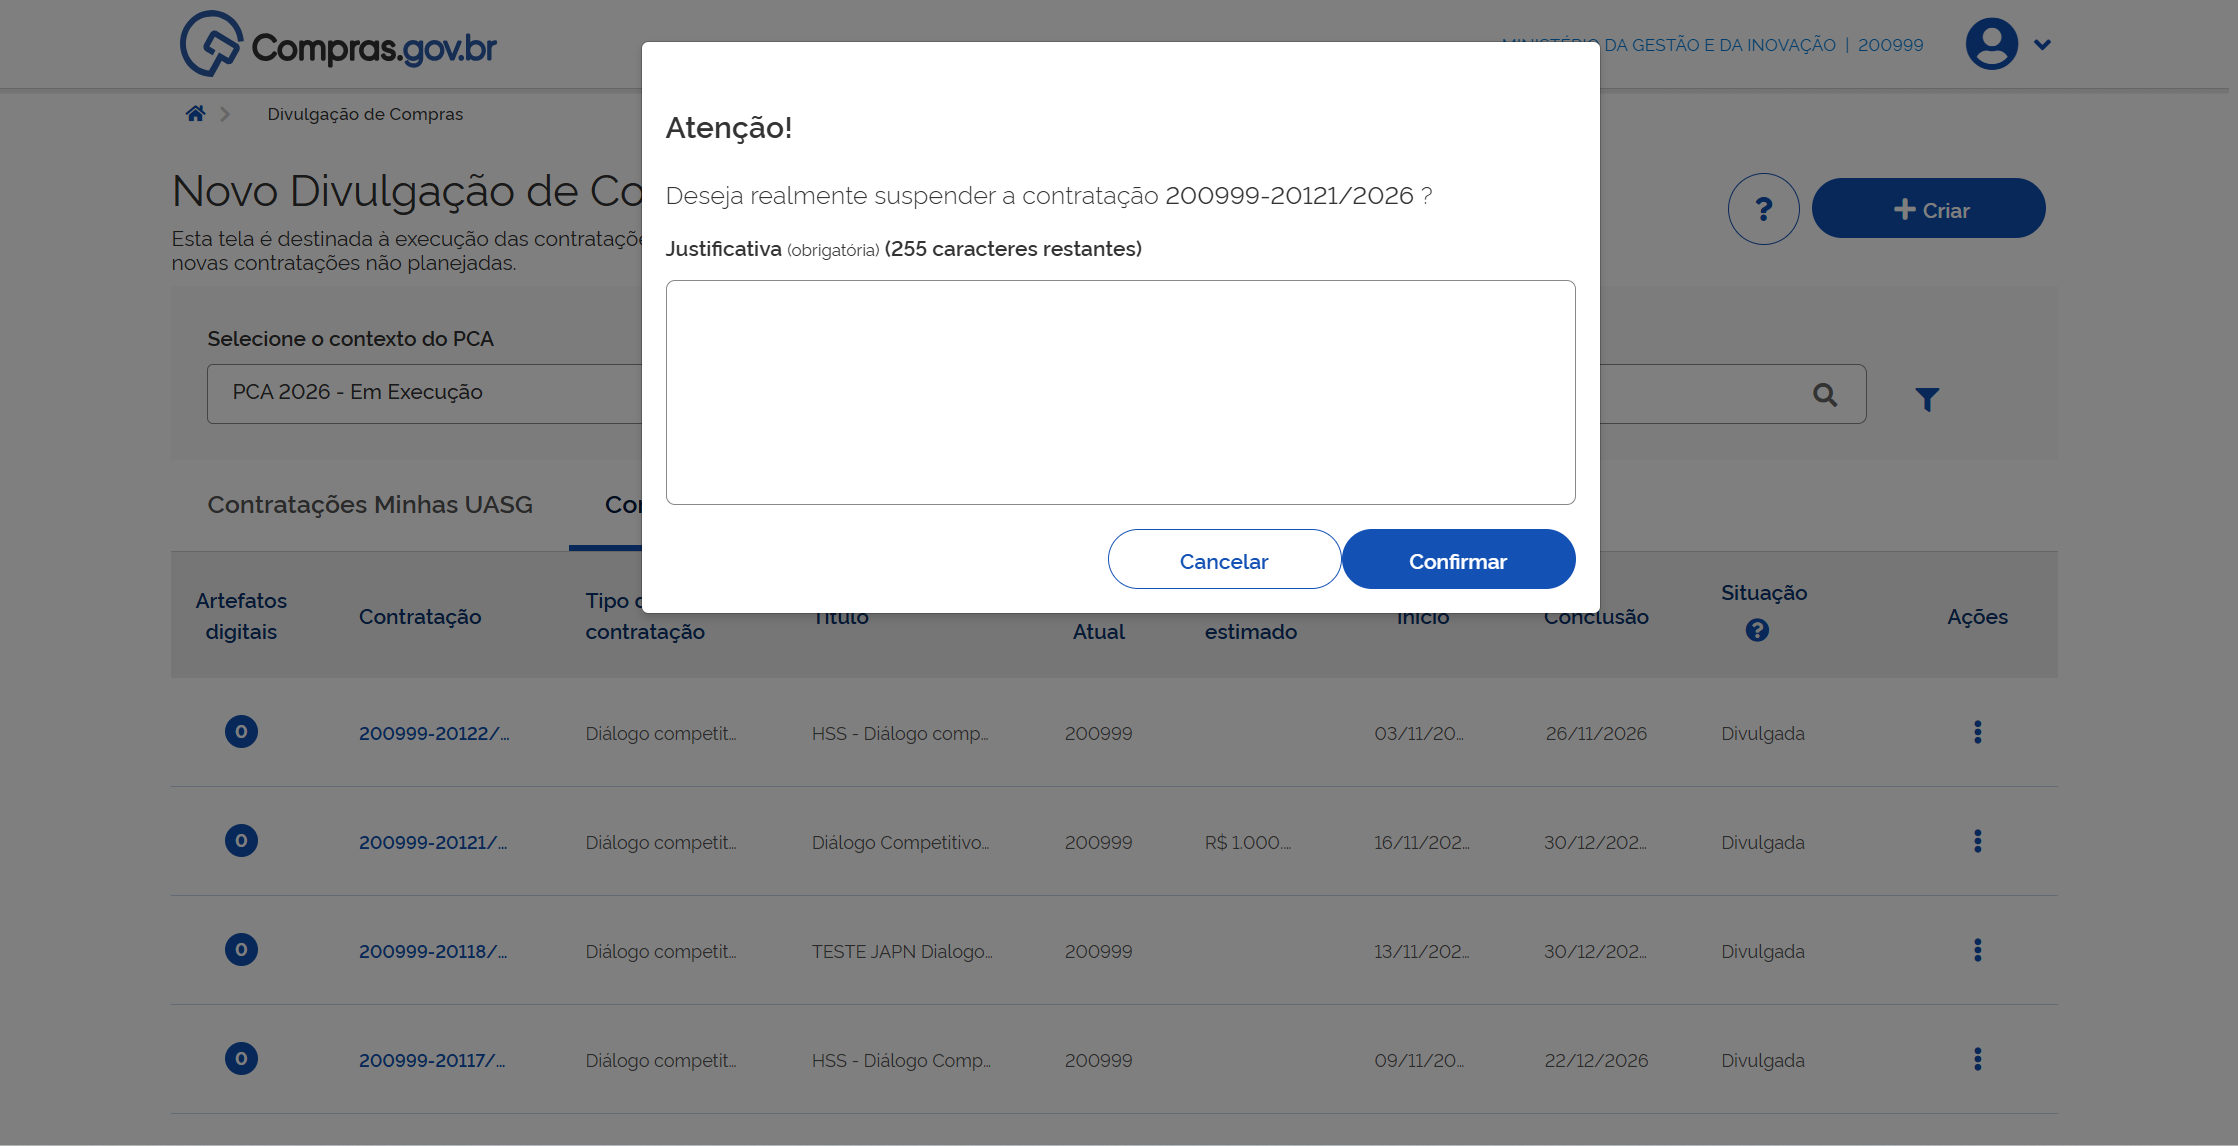 Compras.gov.br
DA GESTÃO E DA INOVAÇÃO | 200999
Divulgação de Compras
Novo Divulgação de Co
Esta tela é destinada à execução das contrataçõe
novas contratações não planejadas.
? + Criar
Selecione o contexto do PCA
PCA 2026 - Em Execução
Contratações Minhas UASG
Atenção!
Deseja realmente suspender a contratação 200999-20121/2026 ?
Justificativa (obrigatória) (255 caracteres restantes)
Cancelar Confirmar
Artefatos digitais Contratação Tipo contratação Título Atual estimado Início Conclusão Situação ? Ações
0 200999-20122/... Diálogo competit... HSS - Diálogo comp... 200999 03/11/20... 26/11/2026 Divulgada
0 200999-20121/... Diálogo competit... Diálogo Competitivo... 200999 R$ 1.000.... 16/11/202... 30/12/202... Divulgada
0 200999-20118/... Diálogo competit... TESTE JAPN Dialogo... 200999 13/11/202... 30/12/202... Divulgada
0 200999-20117/... Diálogo competit... HSS - Diálogo Comp... 200999 09/11/20... 22/12/2026 Divulgada